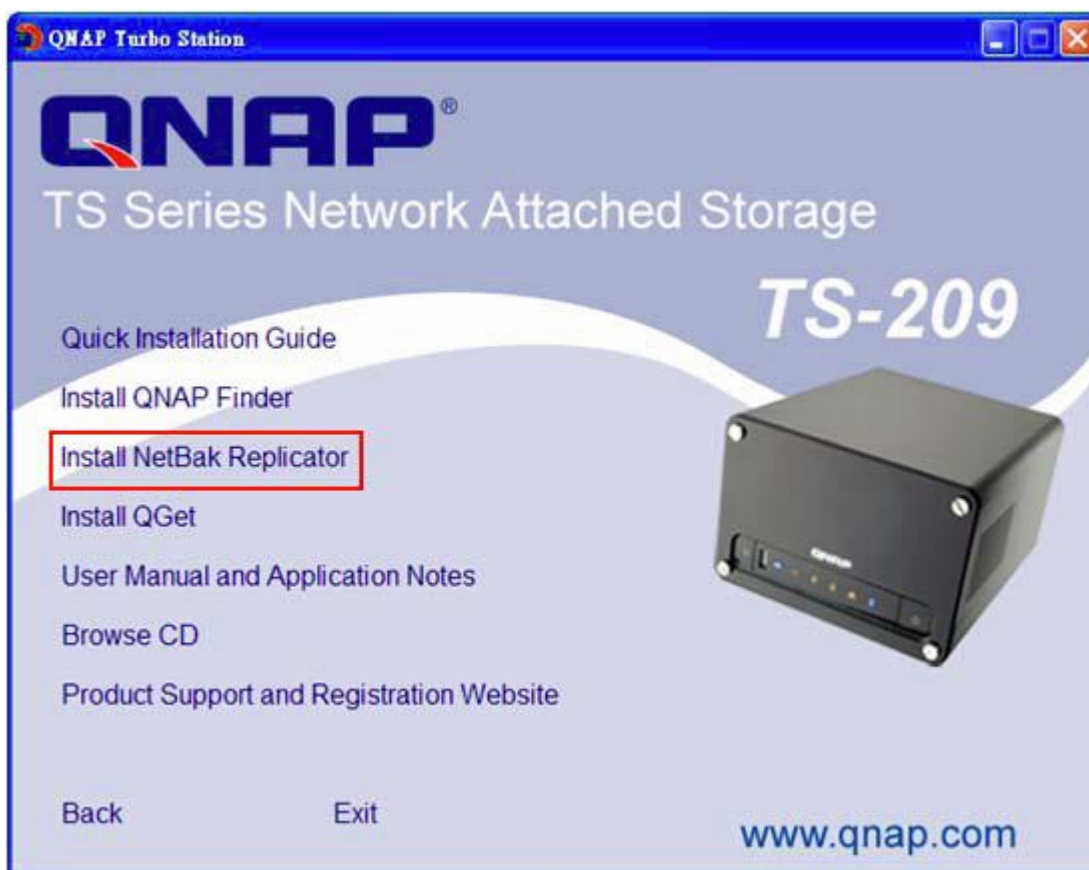 QNAP Turbo Station
QNAP®
TS Series Network Attached Storage
TS-209
Quick Installation Guide
Install QNAP Finder
Install NetBak Replicator
Install QGet
User Manual and Application Notes
Browse CD
Product Support and Registration Website
QNAP
Back
Exit
www.qnap.com